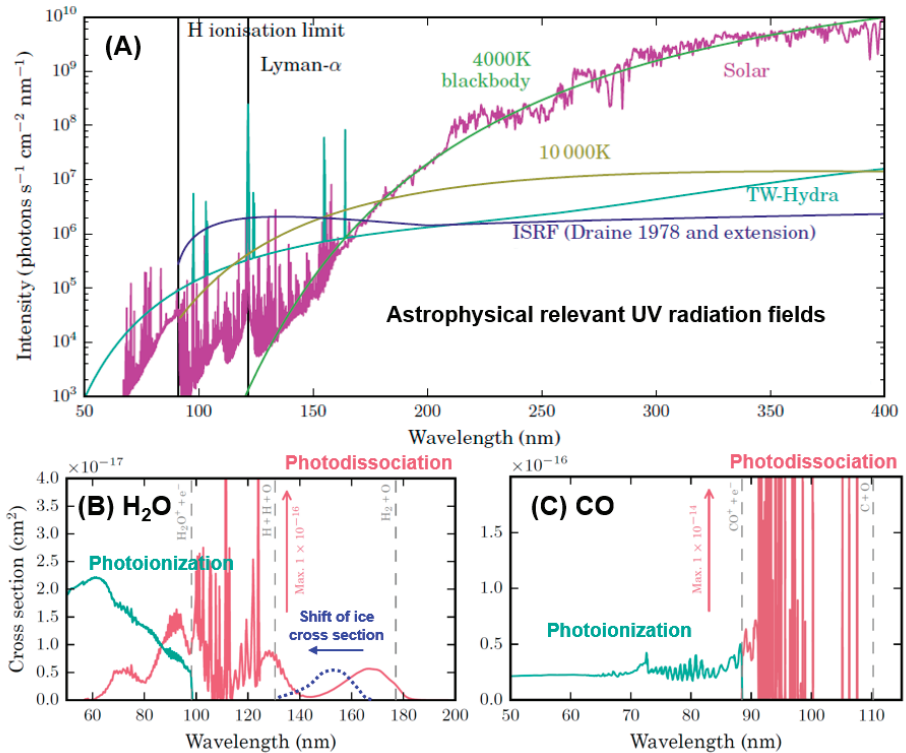 (A)
H ionisation limit
Lyman-α
4000K
blackbody
Solar
10 000K
TW-Hydra
ISRF (Draine 1978 and extension)
Astrophysical relevant UV radiation fields
Intensity (photons s⁻¹ cm⁻² nm⁻¹)
10¹⁰
10⁹
10⁸
10⁷
10⁶
10⁵
10⁴
10³
50 100 150 200 250 300 350 400
Wavelength (nm)
×10⁻¹⁷
Photodissociation
(B) H₂O
H₂O⁺ + e⁻
H + H + O
Max. 1 × 10⁻¹⁶
H₂ + O
Photoionization
Shift of ice
cross section
Cross section (cm²)
4.0
3.5
3.0
2.5
2.0
1.5
1.0
0.5
0.0
60 80 100 120 140 160 180 200
Wavelength (nm)
×10⁻¹⁶
Photodissociation
(C) CO
Max. 1 × 10⁻¹⁴
CO⁺ + e⁻
C + O
Photoionization
1.5
1.0
0.5
0.0
50 60 70 80 90 100 110
Wavelength (nm)